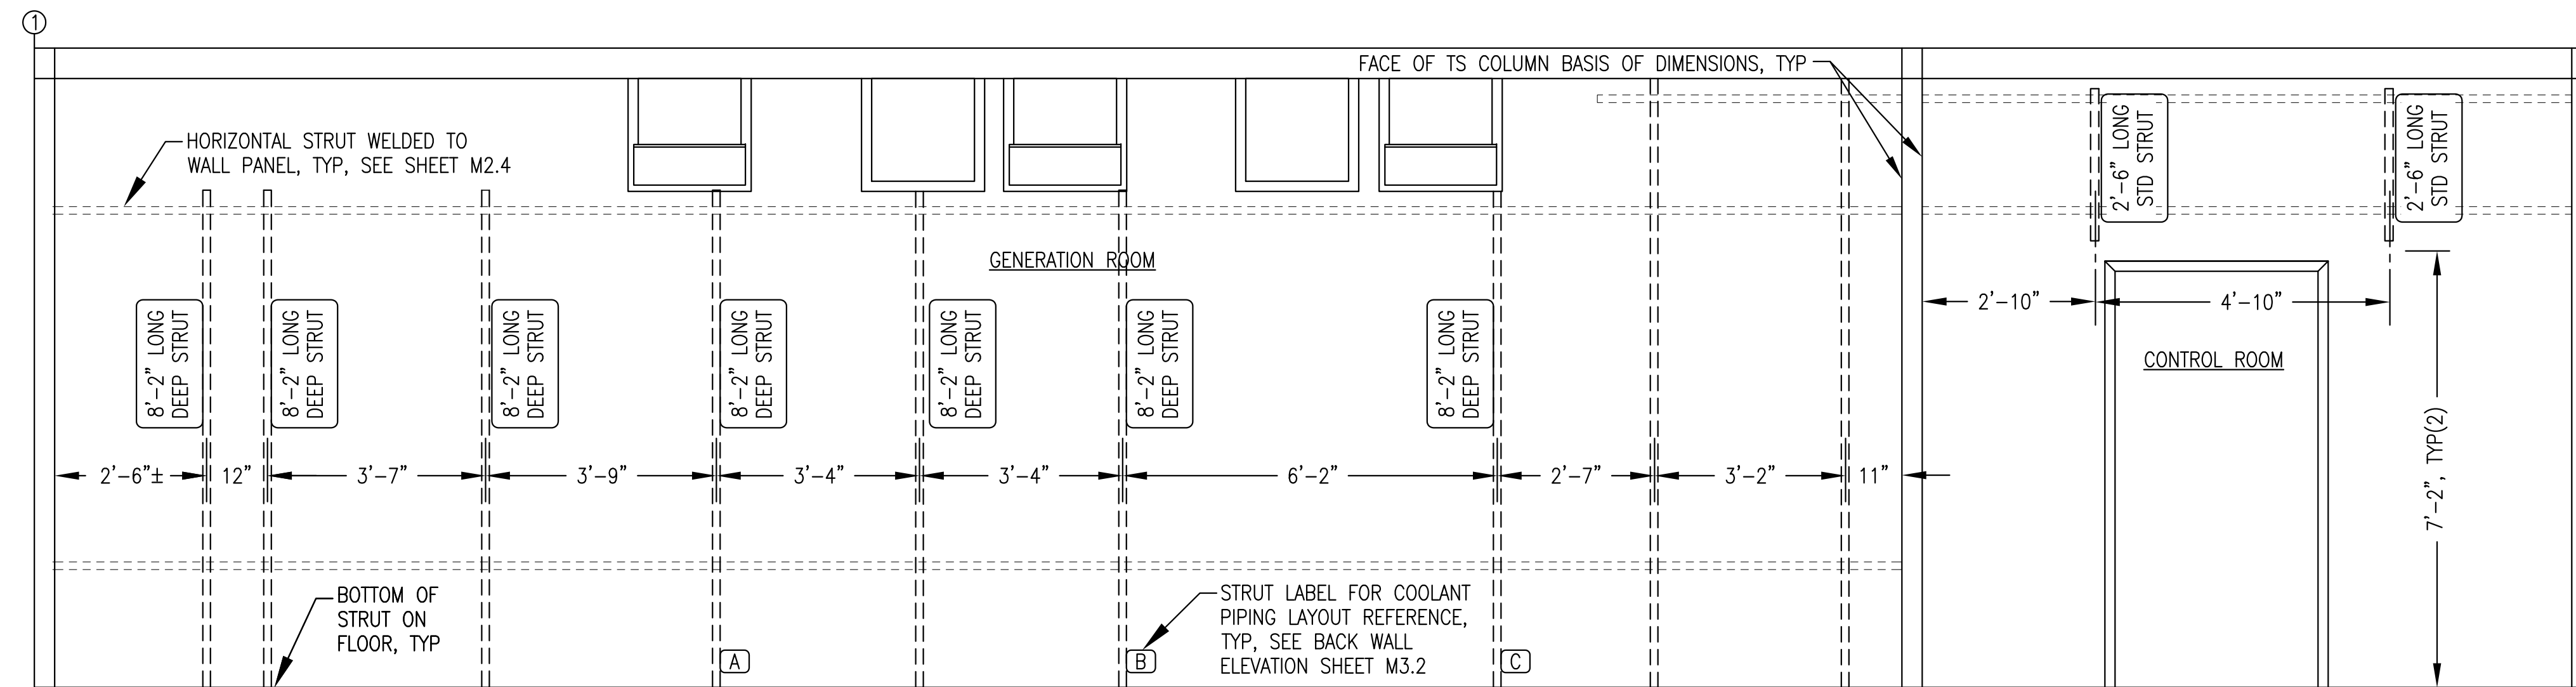 1
FACE OF TS COLUMN BASIS OF DIMENSIONS, TYP
HORIZONTAL STRUT WELDED TO
WALL PANEL, TYP, SEE SHEET M2.4
2'-6" LONG
STD STRUT
2'-6" LONG
STD STRUT
GENERATION ROOM
2'-10"
4'-10"
CONTROL ROOM
8'-2" LONG
DEEP STRUT
8'-2" LONG
DEEP STRUT
8'-2" LONG
DEEP STRUT
8'-2" LONG
DEEP STRUT
8'-2" LONG
DEEP STRUT
8'-2" LONG
DEEP STRUT
8'-2" LONG
DEEP STRUT
2'-6"±
12"
3'-7"
3'-9"
3'-4"
3'-4"
6'-2"
2'-7"
3'-2"
11"
7'-2", TYP(2)
BOTTOM OF
STRUT ON
FLOOR, TYP
STRUT LABEL FOR COOLANT
PIPING LAYOUT REFERENCE,
TYP, SEE BACK WALL
ELEVATION SHEET M3.2
A
B
C